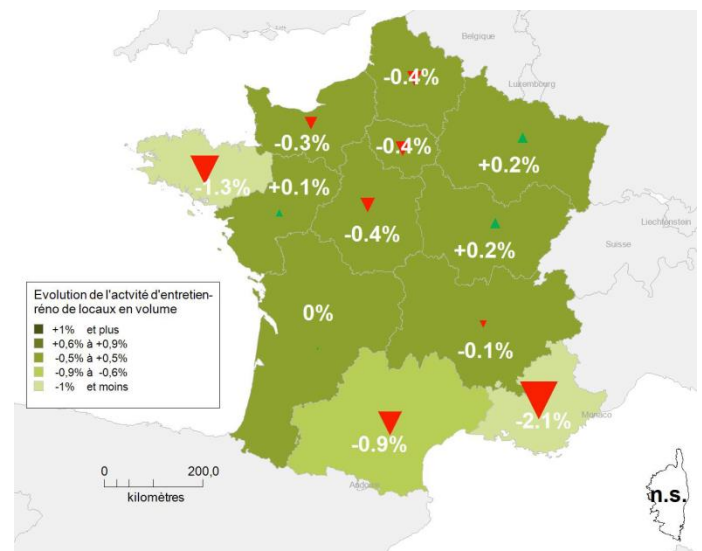 Belgique
-0.4%
Luxembourg
-0.3%
-0.4%
+0.2%
-1.3%
+0.1%
-0.4%
+0.2%
Liechtenstein
Suisse
Evolution de l'actvité d'entretien-
réno de locaux en volume
+1% et plus
+0,6% à +0,9%
-0,5% à +0,5%
-0,9% à -0,6%
-1% et moins
0%
-0.1%
Monaco
-2.1%
-0.9%
0 200,0
kilomètres
Andorre
n.s.